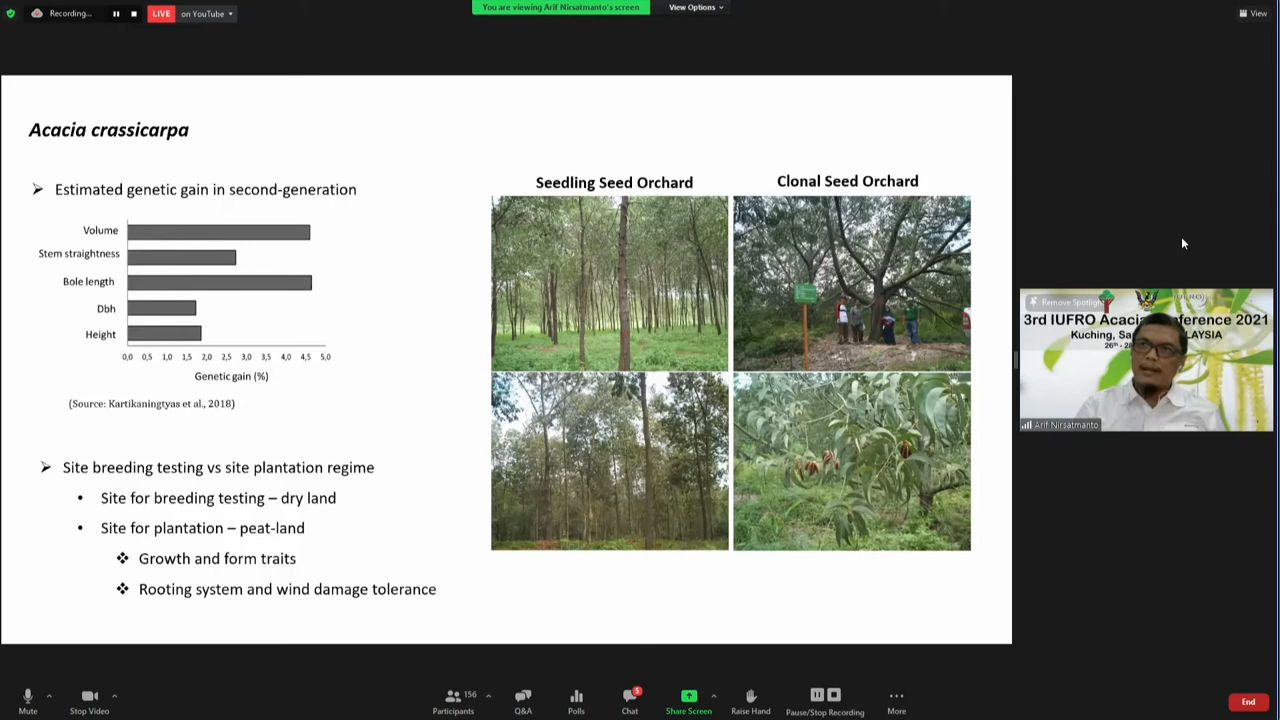 Recording...
LIVE on YouTube
You are viewing Arif Nirsatmanto's screen
View Options
View
Acacia crassicarpa
➢ Estimated genetic gain in second-generation
Volume
Stem straightness
Bole length
Dbh
Height
0,0 0,5 1,0 1,5 2,0 2,5 3,0 3,5 4,0 4,5 5,0
Genetic gain (%)
(Source: Kartikaningtyas et al., 2018)
➢ Site breeding testing vs site plantation regime
• Site for breeding testing – dry land
• Site for plantation – peat-land
❖ Growth and form traits
❖ Rooting system and wind damage tolerance
Seedling Seed Orchard
Clonal Seed Orchard
Remove Spotlight
3rd IUFRO Acacia Conference 2021
Kuching, MALAYSIA
26th
Arif Nirsatmanto
Mute
Stop Video
156
Participants
Q&A
Polls
5
Chat
Share Screen
Raise Hand
Pause/Stop Recording
More
End